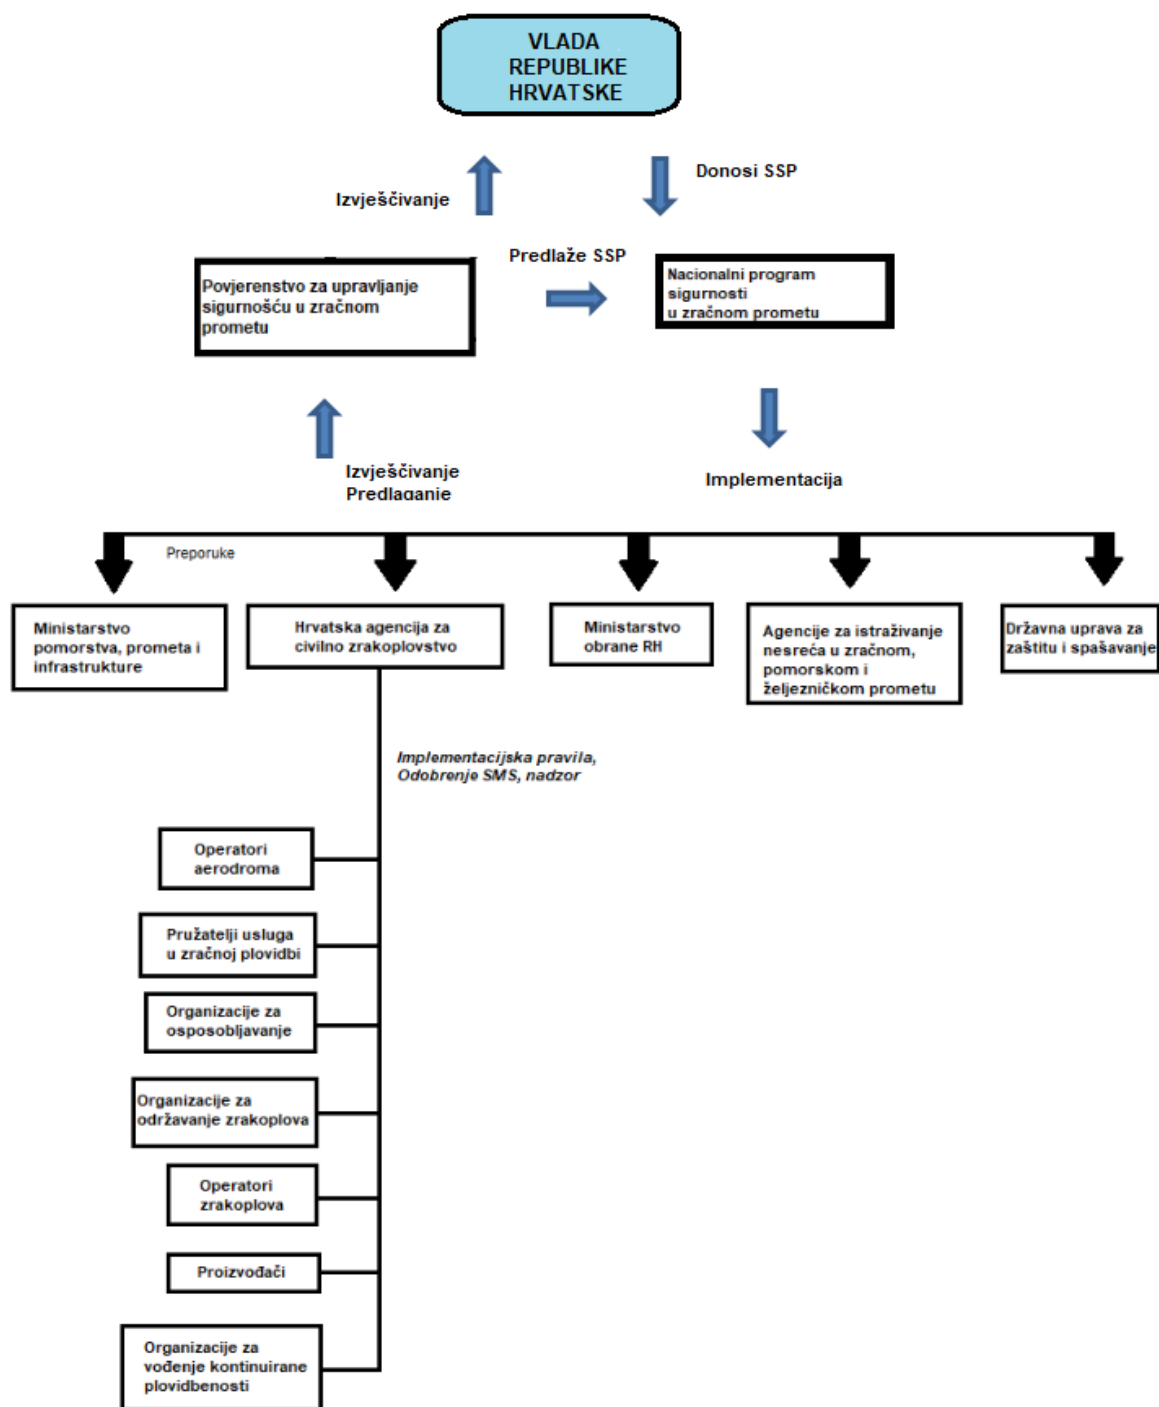 VLADA
REPUBLIKE
HRVATSKE
Donosi SSP
Izvješčivanje
Predlaže SSP
Povjerenstvo za upravljanje
sigurnošću u zračnom
prometu
Nacionalni program
sigurnosti
u zračnom prometu
Izvješčivanje
Predlaganje
Implementacija
Preporuke
Ministarstvo
pomorstva, prometa i
infrastrukture
Hrvatska agencija za
civilno zrakoplovstvo
Ministarstvo
obrane RH
Agencije za istraživanje
nesreća u zračnom,
pomorskom i
željezničkom prometu
Državna uprava za
zaštitu i spašavanje
Implementacijska pravila,
Odobrenje SMS, nadzor
Operatori
aerodroma
Pružatelji usluga
u zračnoj plovidbi
Organizacije za
osposobljavanje
Organizacije za
održavanje zrakoplova
Operatori
zrakoplova
Proizvođači
Organizacije za
vođenje kontinuirane
plovidbenosti